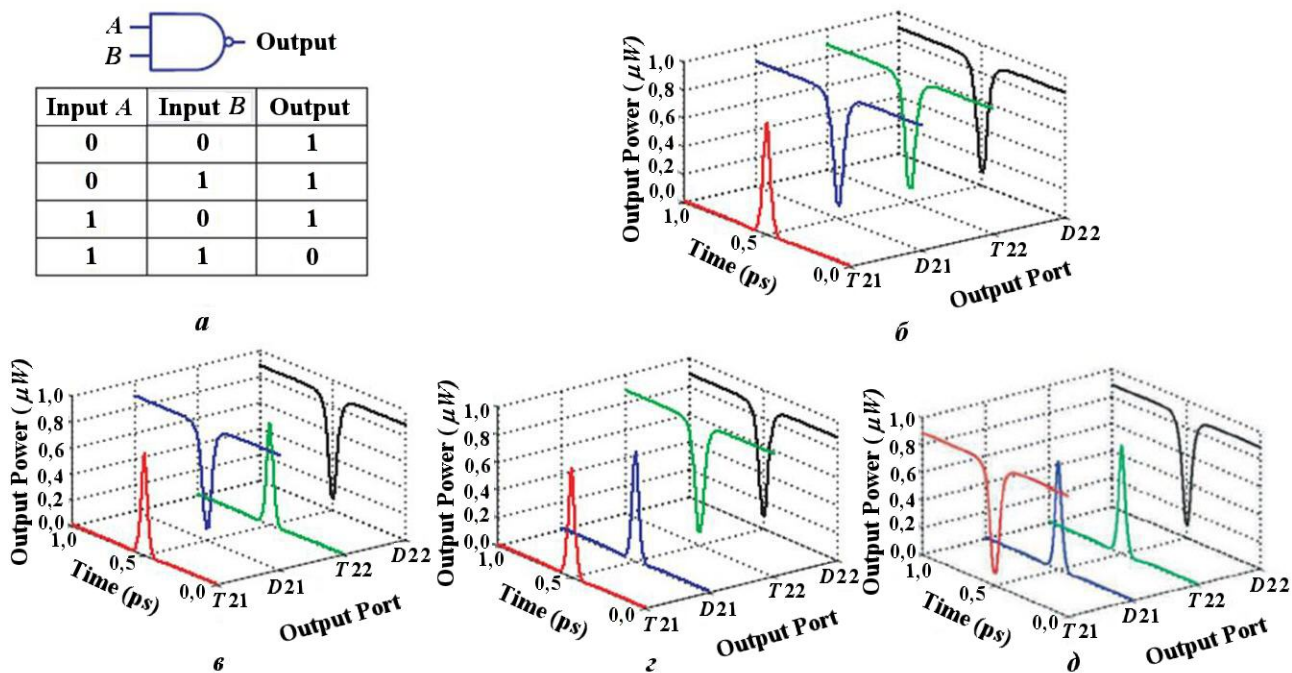 A
B
Output
Input A Input B Output
0 0 1
0 1 1
1 0 1
1 1 0
а
Output Power (μW)
1,0
0,8
0,6
0,4
0,2
0,0
1,0
0,5
0,0
Time (ps)
T21
D21
T22
D22
Output Port
б
Output Power (μW)
1,0
0,8
0,6
0,4
0,2
0,0
1,0
0,5
0,0
Time (ps)
T21
D21
T22
D22
Output Port
в
Output Power (μW)
1,0
0,8
0,6
0,4
0,2
0,0
1,0
0,5
0,0
Time (ps)
T21
D21
T22
D22
Output Port
г
Output Power (μW)
1,0
0,8
0,6
0,4
0,2
0,0
1,0
0,5
0,0
Time (ps)
T21
D21
T22
D22
Output Port
д